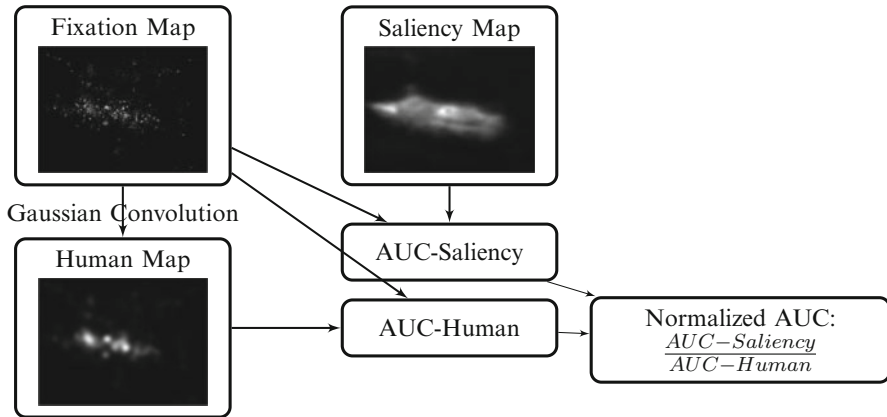 Fixation Map
Saliency Map
Gaussian Convolution
Human Map
AUC-Saliency
AUC-Human
Normalized AUC:
AUC−Saliency
AUC−Human